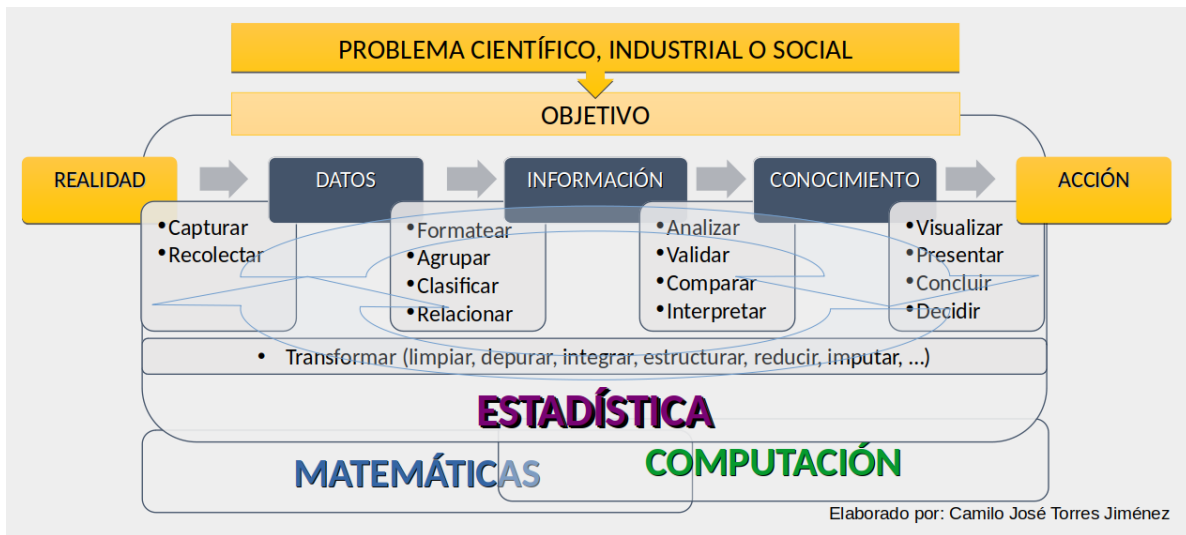 PROBLEMA CIENTÍFICO, INDUSTRIAL O SOCIAL
OBJETIVO
REALIDAD
DATOS
INFORMACIÓN
CONOCIMIENTO
ACCIÓN
•Capturar
•Recolectar
•Formatear
•Agrupar
•Clasificar
•Relacionar
•Analizar
•Validar
•Comparar
•Interpretar
•Visualizar
•Presentar
•Concluir
•Decidir
• Transformar (limpiar, depurar, integrar, estructurar, reducir, imputar, ...)
ESTADÍSTICA
MATEMÁTICAS
COMPUTACIÓN
Elaborado por: Camilo José Torres Jiménez